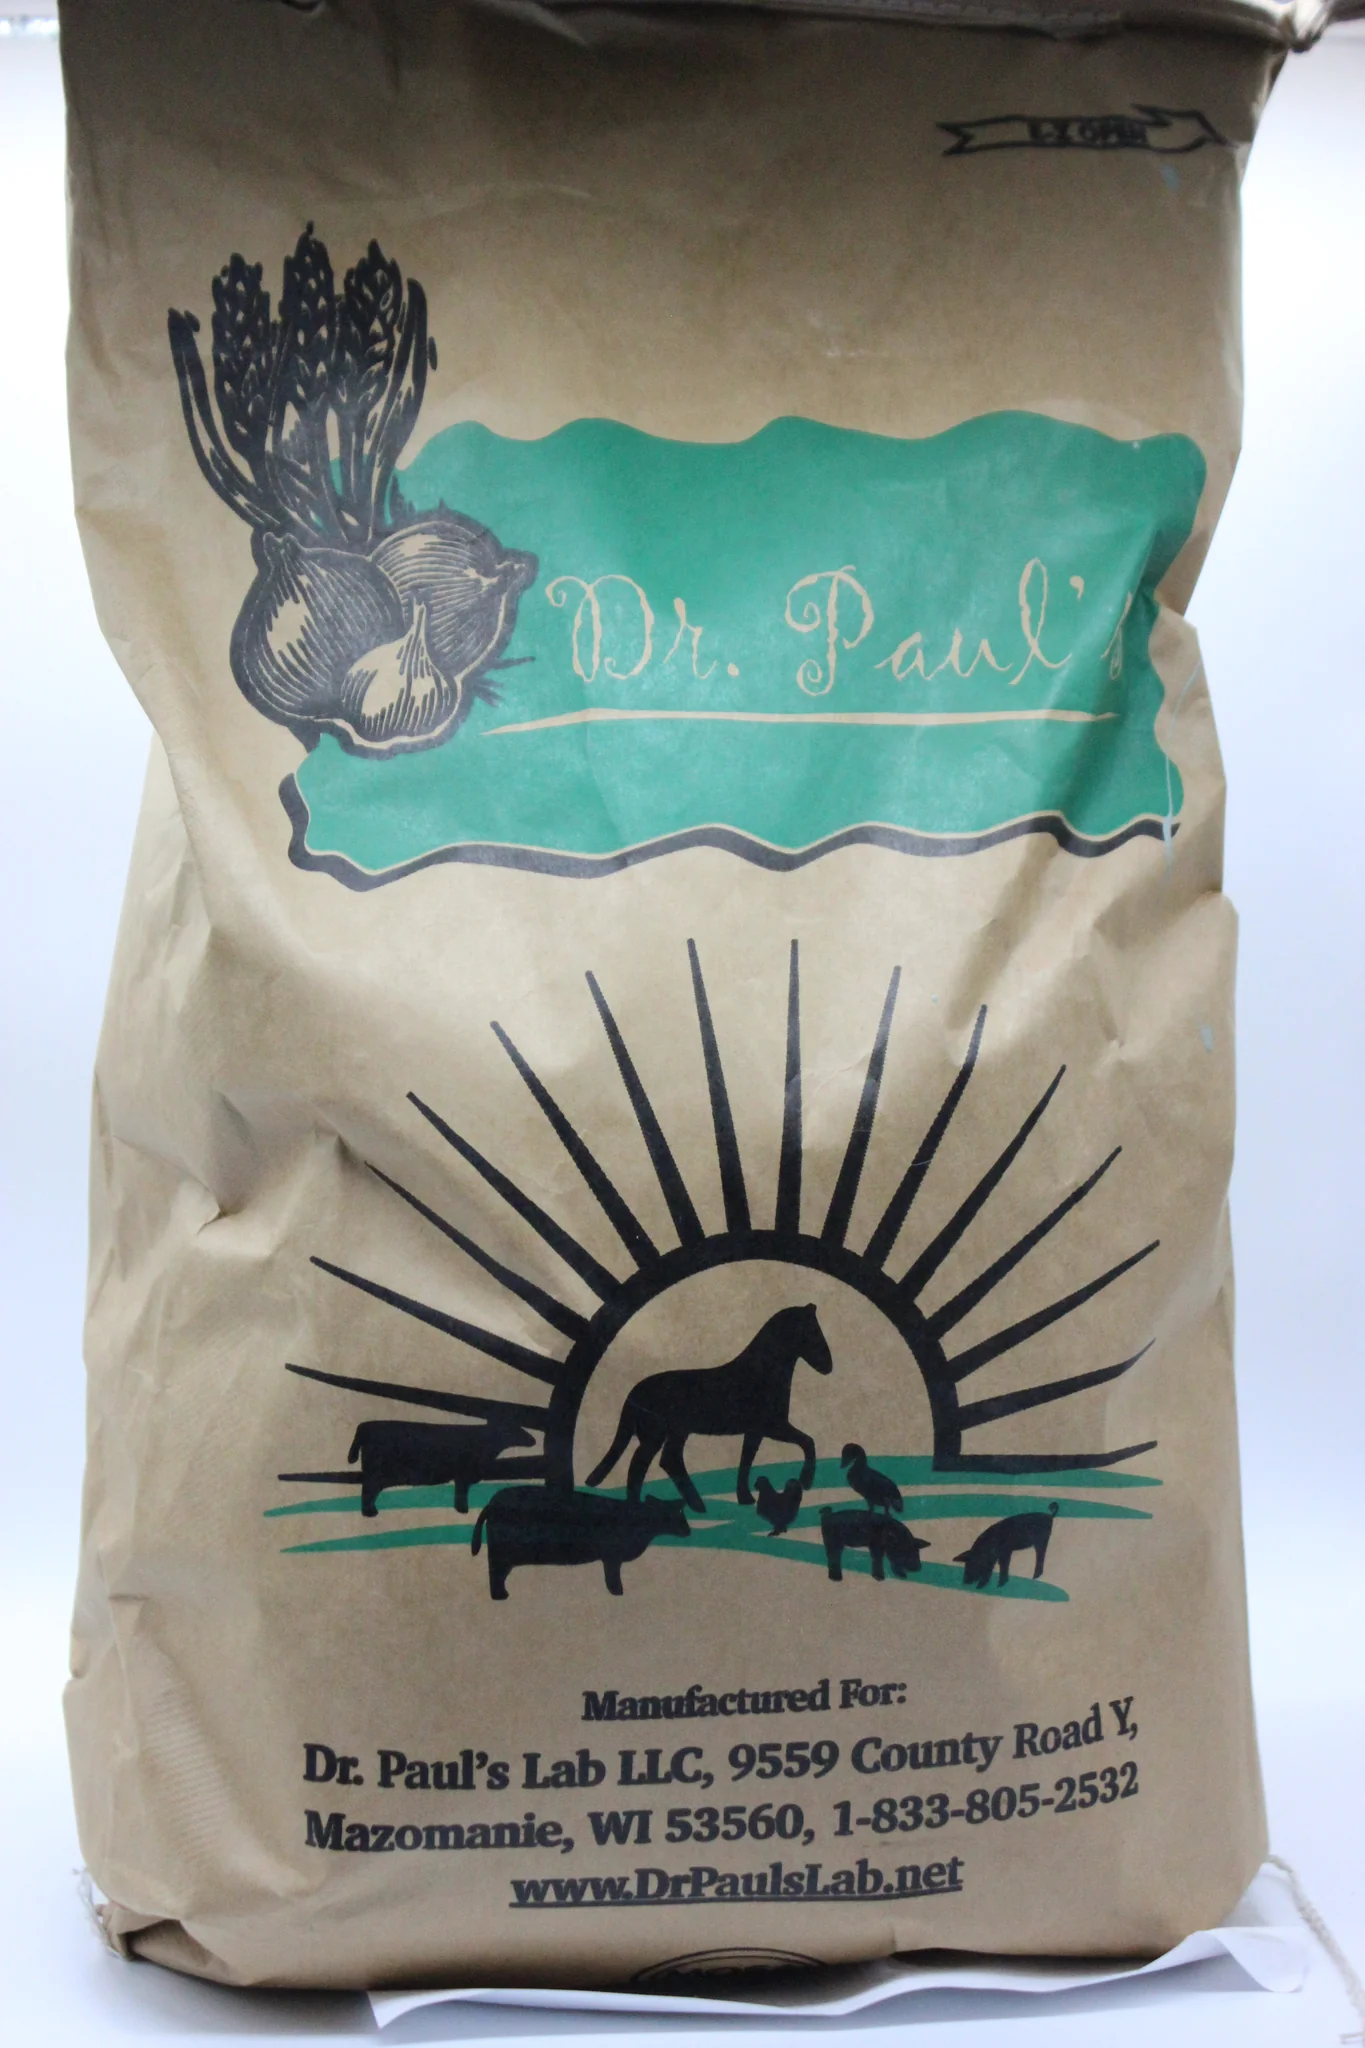 E-Z OPEN
Dr. Paul's
Manufactured For:
Dr. Paul's Lab LLC, 9559 County Road Y,
Mazomanie, WI 53560, 1-833-805-2532
www.DrPaulsLab.net